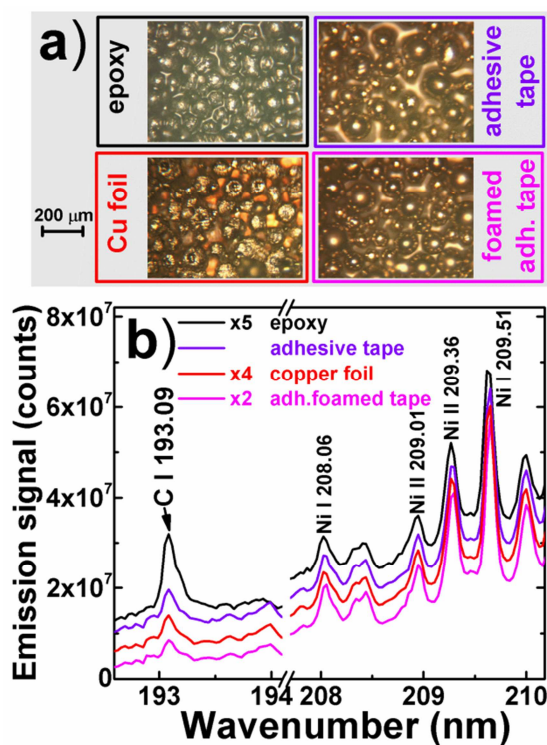 a)
epoxy
adhesive
tape
Cu foil
foamed
adh. tape
200 μm
b)
8x10⁷
6x10⁷
4x10⁷
2x10⁷
0
Emission signal (counts)
x5 epoxy
adhesive tape
x4 copper foil
x2 adh.foamed tape
C I 193.09
Ni I 208.06
Ni II 209.01
Ni II 209.36
Ni I 209.51
193 194 208 209 210
Wavenumber (nm)